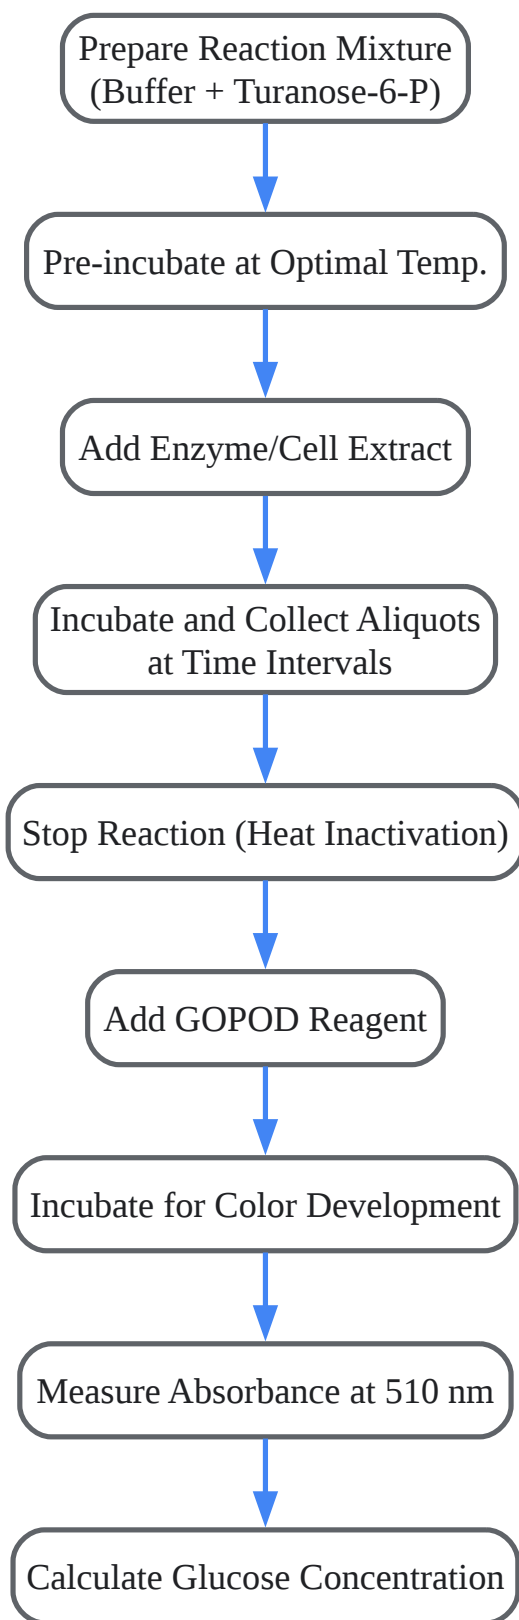 Prepare Reaction Mixture
(Buffer + Turanose-6-P)
Pre-incubate at Optimal Temp.
Add Enzyme/Cell Extract
Incubate and Collect Aliquots
at Time Intervals
Stop Reaction (Heat Inactivation)
Add GOPOD Reagent
Incubate for Color Development
Measure Absorbance at 510 nm
Calculate Glucose Concentration